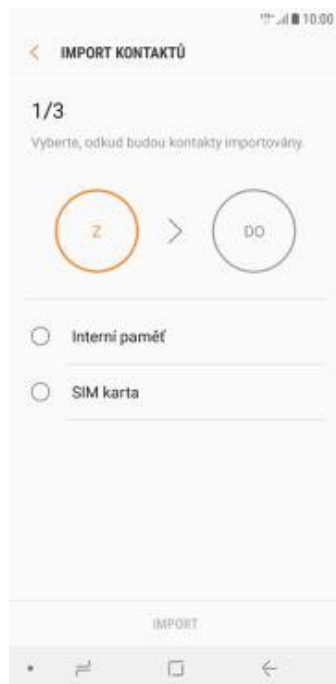 10:00
IMPORT KONTAKTŮ
1/3
Vyberte, odkud budou kontakty importovány.
Z
DO
Interní paměť
SIM karta
IMPORT